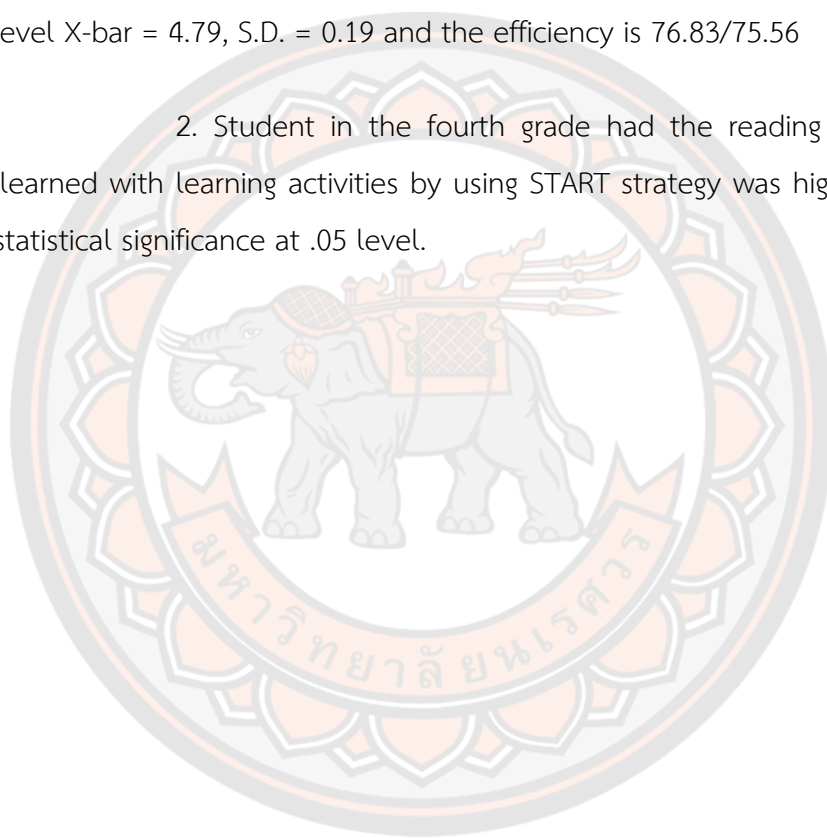 evel X-bar = 4.79, S.D. = 0.19 and the efficiency is 76.83/75.56
2. Student in the fourth grade had the reading
learned with learning activities by using START strategy was hig
statistical significance at .05 level.
มหาวิทยาลัยนเรศวร